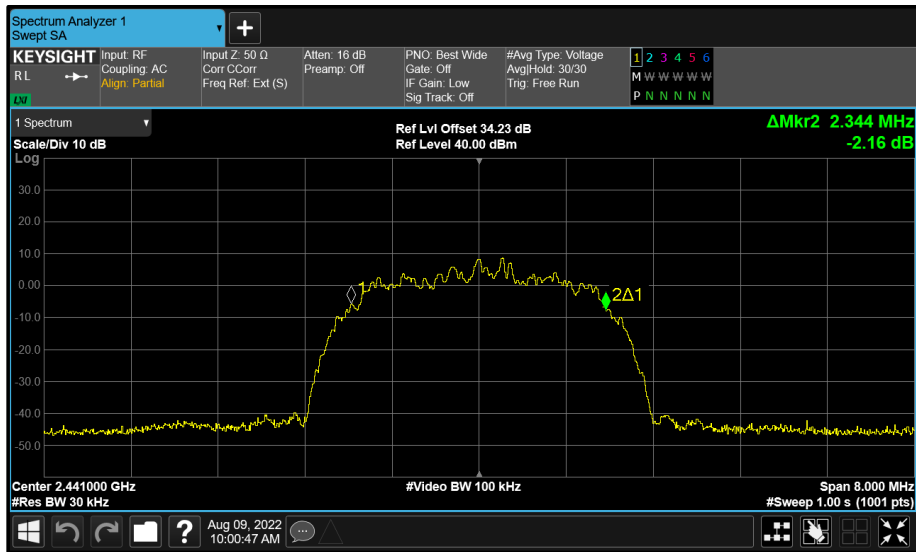 Spectrum Analyzer 1
Swept SA
+
KEYSIGHT
RL
LXI
Input: RF
Coupling: AC
Align: Partial
Input Z: 50 Ω
Corr CCorr
Freq Ref: Ext (S)
Atten: 16 dB
Preamp: Off
PNO: Best Wide
Gate: Off
IF Gain: Low
Sig Track: Off
#Avg Type: Voltage
Avg|Hold: 30/30
Trig: Free Run
1 2 3 4 5 6
M W W W W W
P N N N N N
1 Spectrum
Scale/Div 10 dB
Ref Lvl Offset 34.23 dB
Ref Level 40.00 dBm
ΔMkr2 2.344 MHz
-2.16 dB
Log
30.0
20.0
10.0
0.00
-10.0
-20.0
-30.0
-40.0
-50.0
1
2Δ1
Center 2.441000 GHz
#Video BW 100 kHz
Span 8.000 MHz
#Res BW 30 kHz
#Sweep 1.00 s (1001 pts)
?
Aug 09, 2022
10:00:47 AM